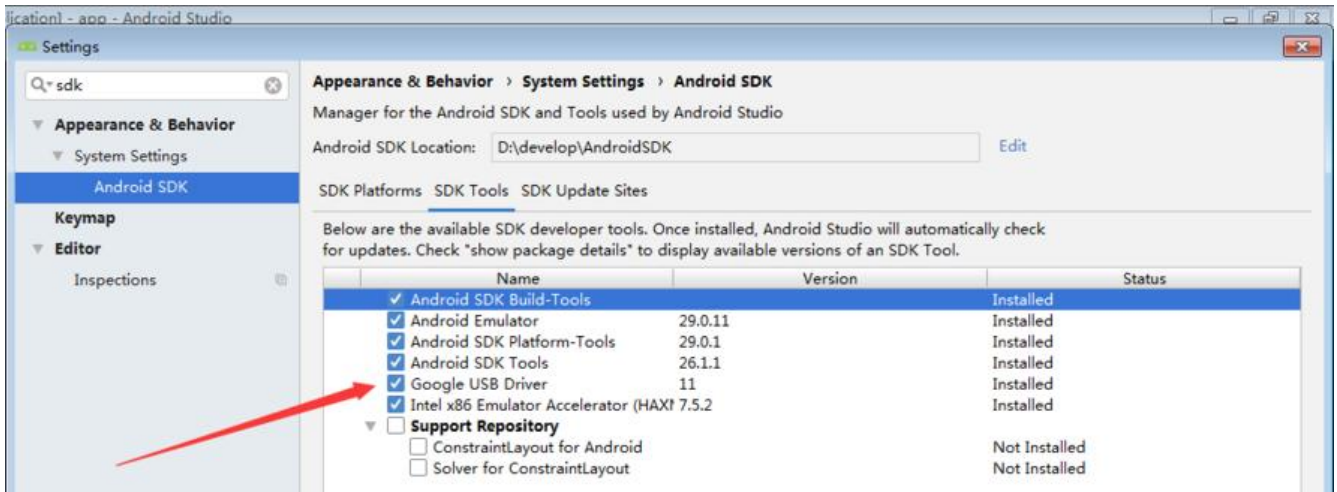 lication] - app - Android Studio
Settings
sdk
Appearance & Behavior
System Settings
Android SDK
Keymap
Editor
Inspections
Appearance & Behavior › System Settings › Android SDK
Manager for the Android SDK and Tools used by Android Studio
Android SDK Location: D:\develop\AndroidSDK Edit
SDK Platforms SDK Tools SDK Update Sites
Below are the available SDK developer tools. Once installed, Android Studio will automatically check
for updates. Check "show package details" to display available versions of an SDK Tool.
Name Version Status
Android SDK Build-Tools Installed
Android Emulator 29.0.11 Installed
Android SDK Platform-Tools 29.0.1 Installed
Android SDK Tools 26.1.1 Installed
Google USB Driver 11 Installed
Intel x86 Emulator Accelerator (HAXM 7.5.2 Installed
Support Repository
ConstraintLayout for Android Not Installed
Solver for ConstraintLayout Not Installed